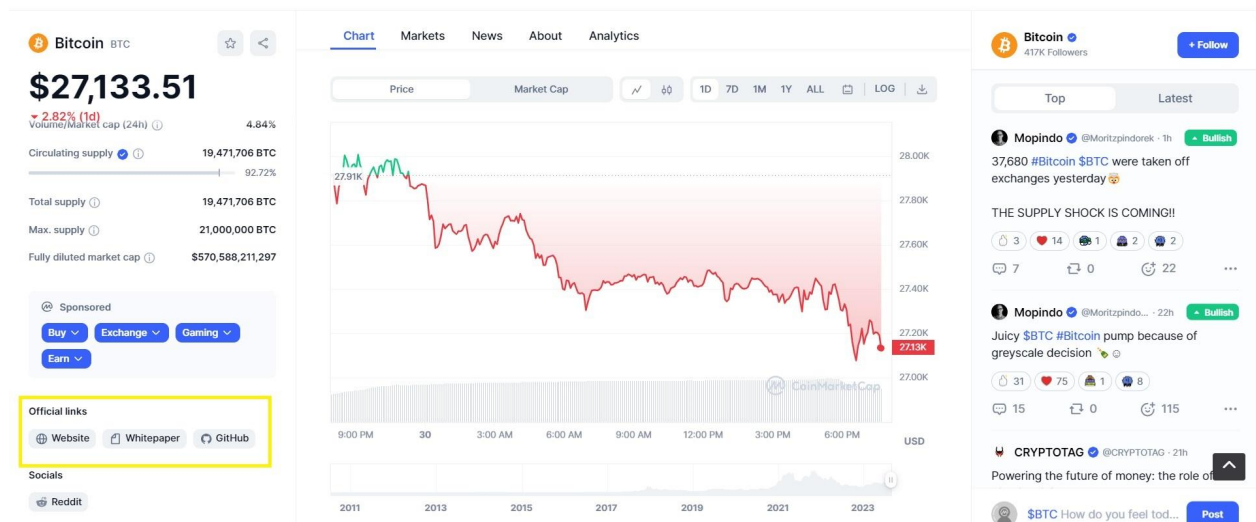 Bitcoin BTC
$27,133.51
2.82% (1d)
Volume/Market cap (24h) 4.84%
Circulating supply 19,471,706 BTC
92.72%
Total supply 19,471,706 BTC
Max. supply 21,000,000 BTC
Fully diluted market cap $570,588,211,297
Sponsored
Buy Exchange Gaming
Earn
Official links
Website Whitepaper GitHub
Socials
Reddit
Chart Markets News About Analytics
Price Market Cap 1D 7D 1M 1Y ALL LOG
27.91K
28.00K
27.80K
27.60K
27.40K
27.20K
27.13K
27.00K
CoinMarketCap
9:00 PM 30 3:00 AM 6:00 AM 9:00 AM 12:00 PM 3:00 PM 6:00 PM USD
2011 2013 2015 2017 2019 2021 2023
Bitcoin
417K Followers
+ Follow
Top Latest
Mopindo @Moritzpindorek · 1h Bullish
37,680 #Bitcoin $BTC were taken off
exchanges yesterday🤯
THE SUPPLY SHOCK IS COMING!!
3 14 1 2 2
7 0 22
Mopindo @Moritzpindo... · 22h Bullish
Juicy $BTC #Bitcoin pump because of
greyscale decision
31 75 1 8
15 0 115
CRYPTOTAG @CRYPTOTAG · 21h
Powering the future of money: the role of
$BTC How do you feel tod... Post